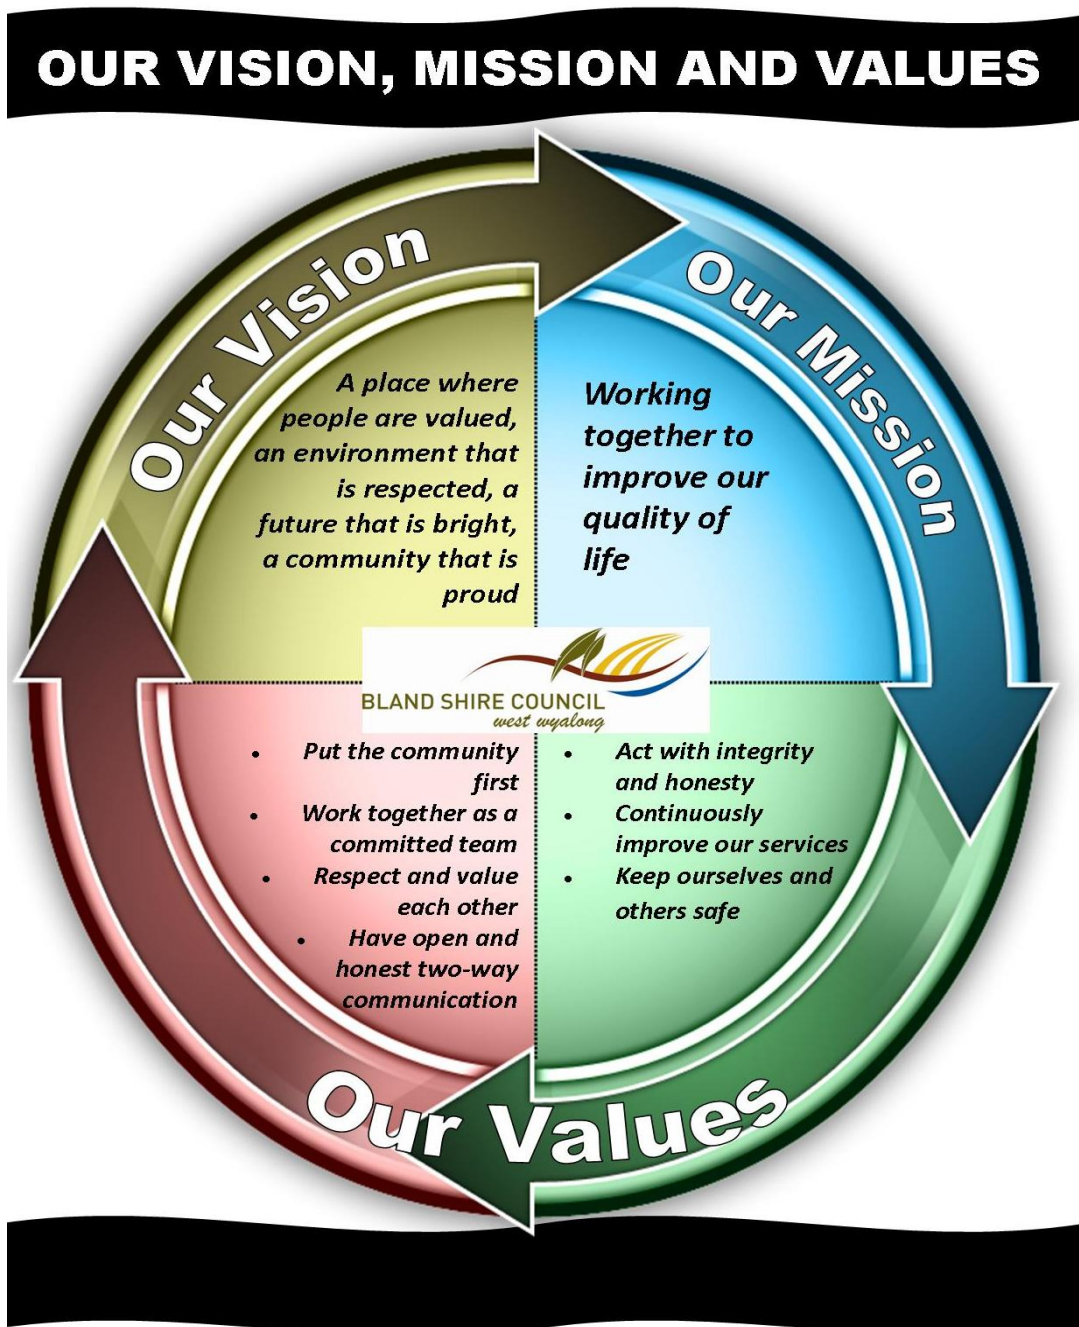 OUR VISION, MISSION AND VALUES
Our Vision
A place where
people are valued,
an environment that
is respected, a
future that is bright,
a community that is
proud
Our Mission
Working
together to
improve our
quality of
life
BLAND SHIRE COUNCIL
west wyalong
• Put the community
first
• Work together as a
committed team
• Respect and value
each other
• Have open and
honest two-way
communication
• Act with integrity
and honesty
• Continuously
improve our services
• Keep ourselves and
others safe
Our Values